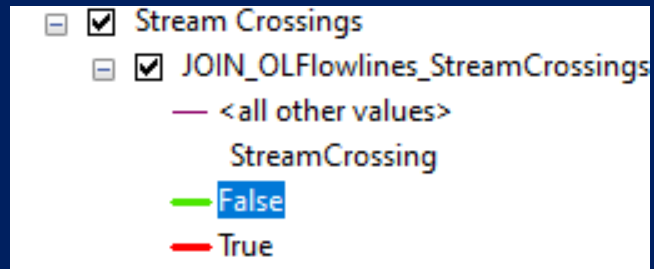 Stream Crossings
JOIN_OLFlowlines_StreamCrossings
<all other values>
StreamCrossing
False
True